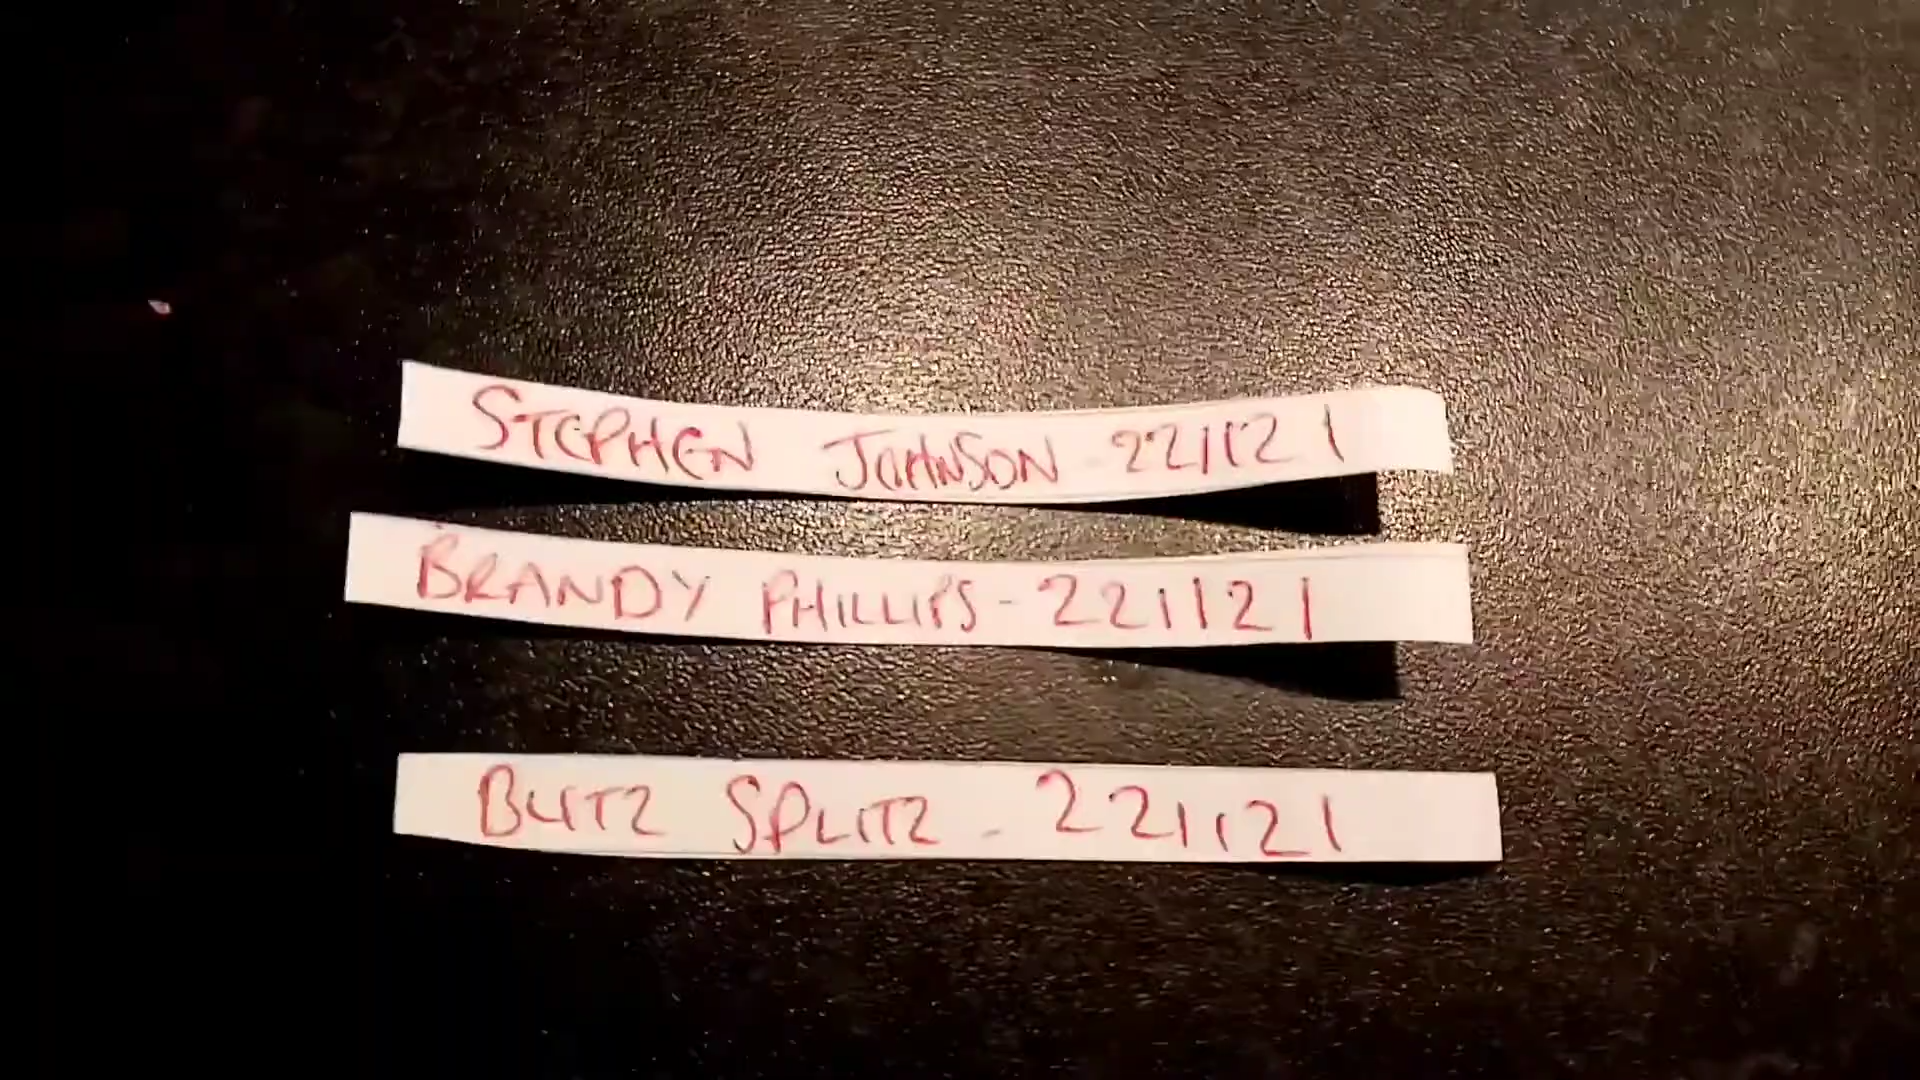 STEPHEN JOHNSON - 221121
BRANDY PHILLIPS - 221121
BLITZ SPLITZ - 221121